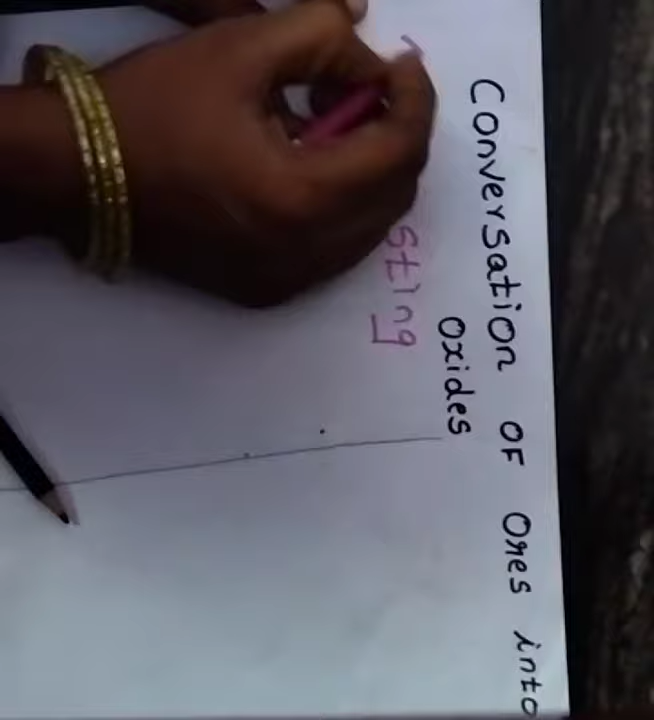 Conversation OF Ores into
Oxides
sting